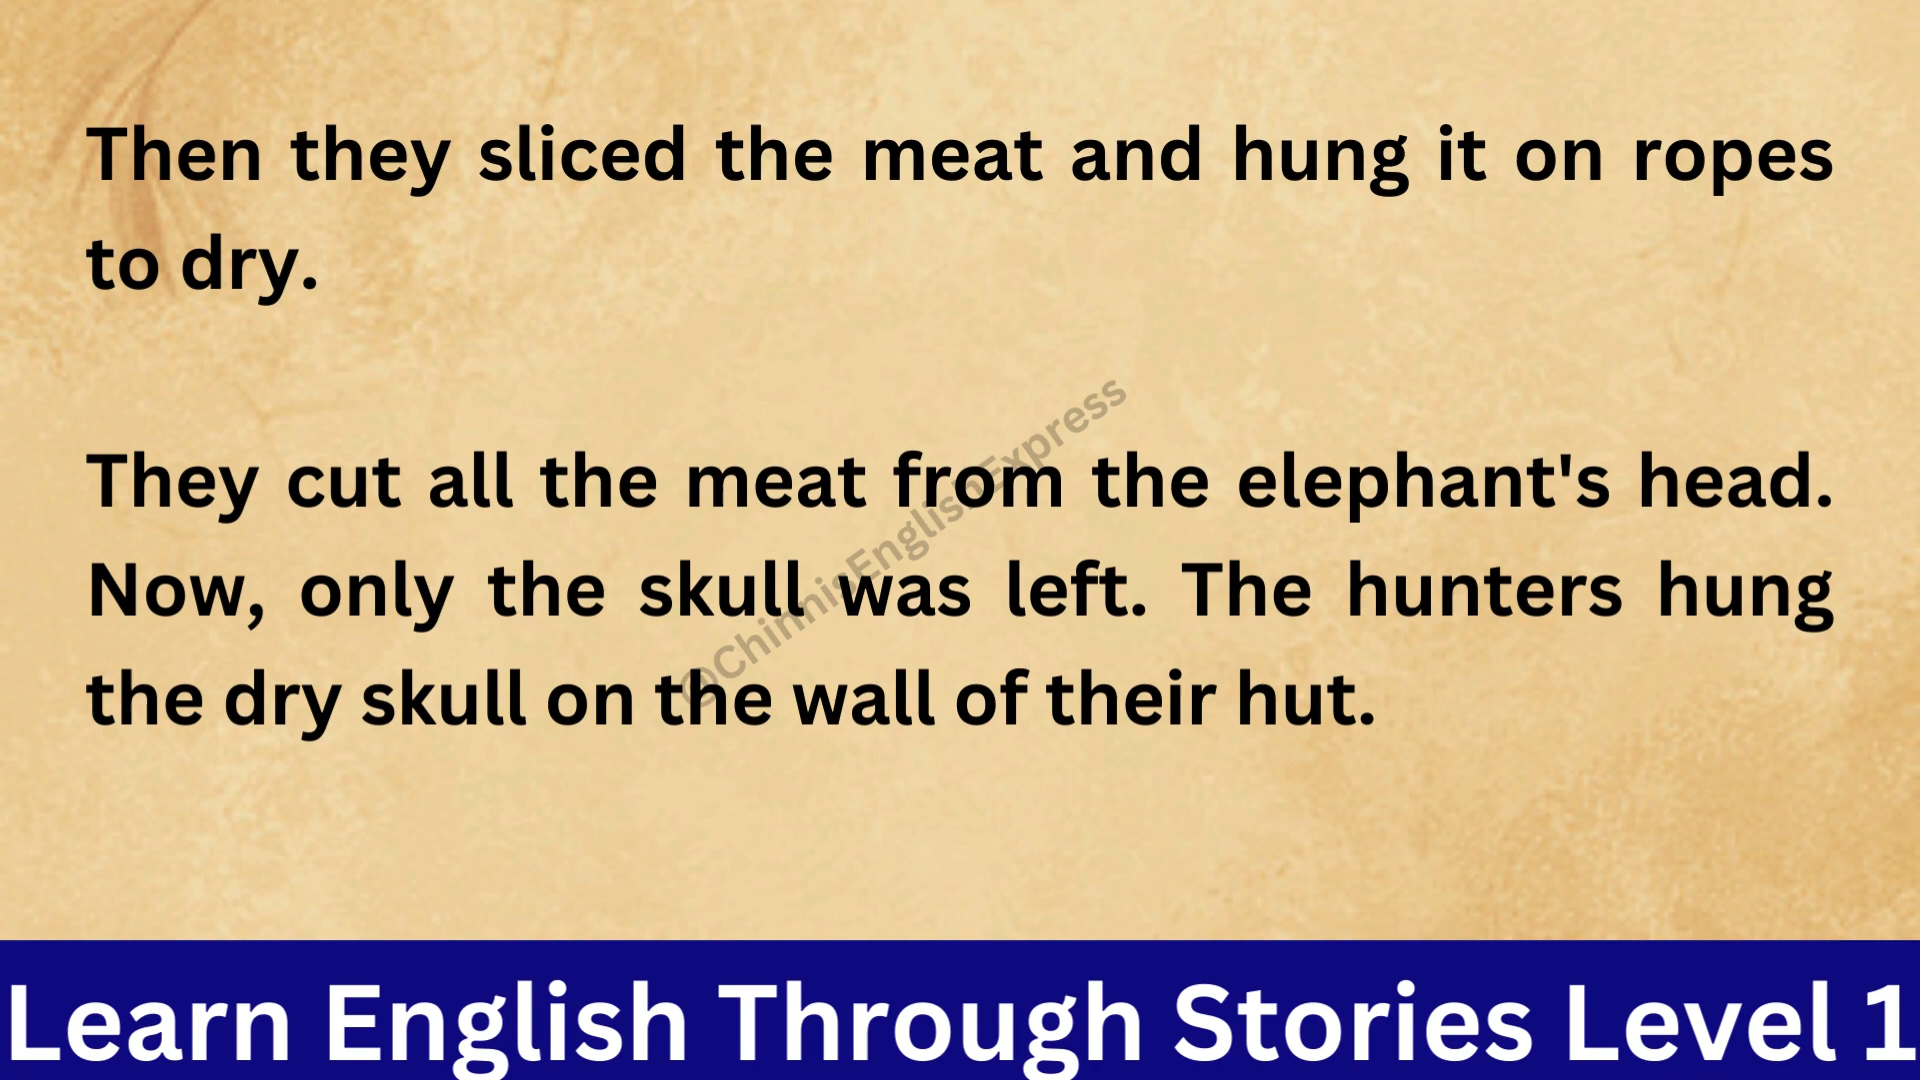 Then they sliced the meat and hung it on ropes
to dry.
They cut all the meat from the elephant's head.
Now, only the skull was left. The hunters hung
the dry skull on the wall of their hut.
@ChinnisEnglishExpress
Learn English Through Stories Level 1